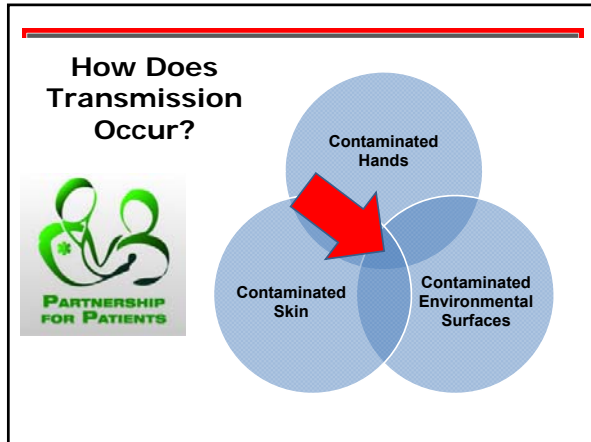 How Does
Transmission
Occur?
PARTNERSHIP
FOR PATIENTS
Contaminated
Hands
Contaminated
Skin
Contaminated
Environmental
Surfaces